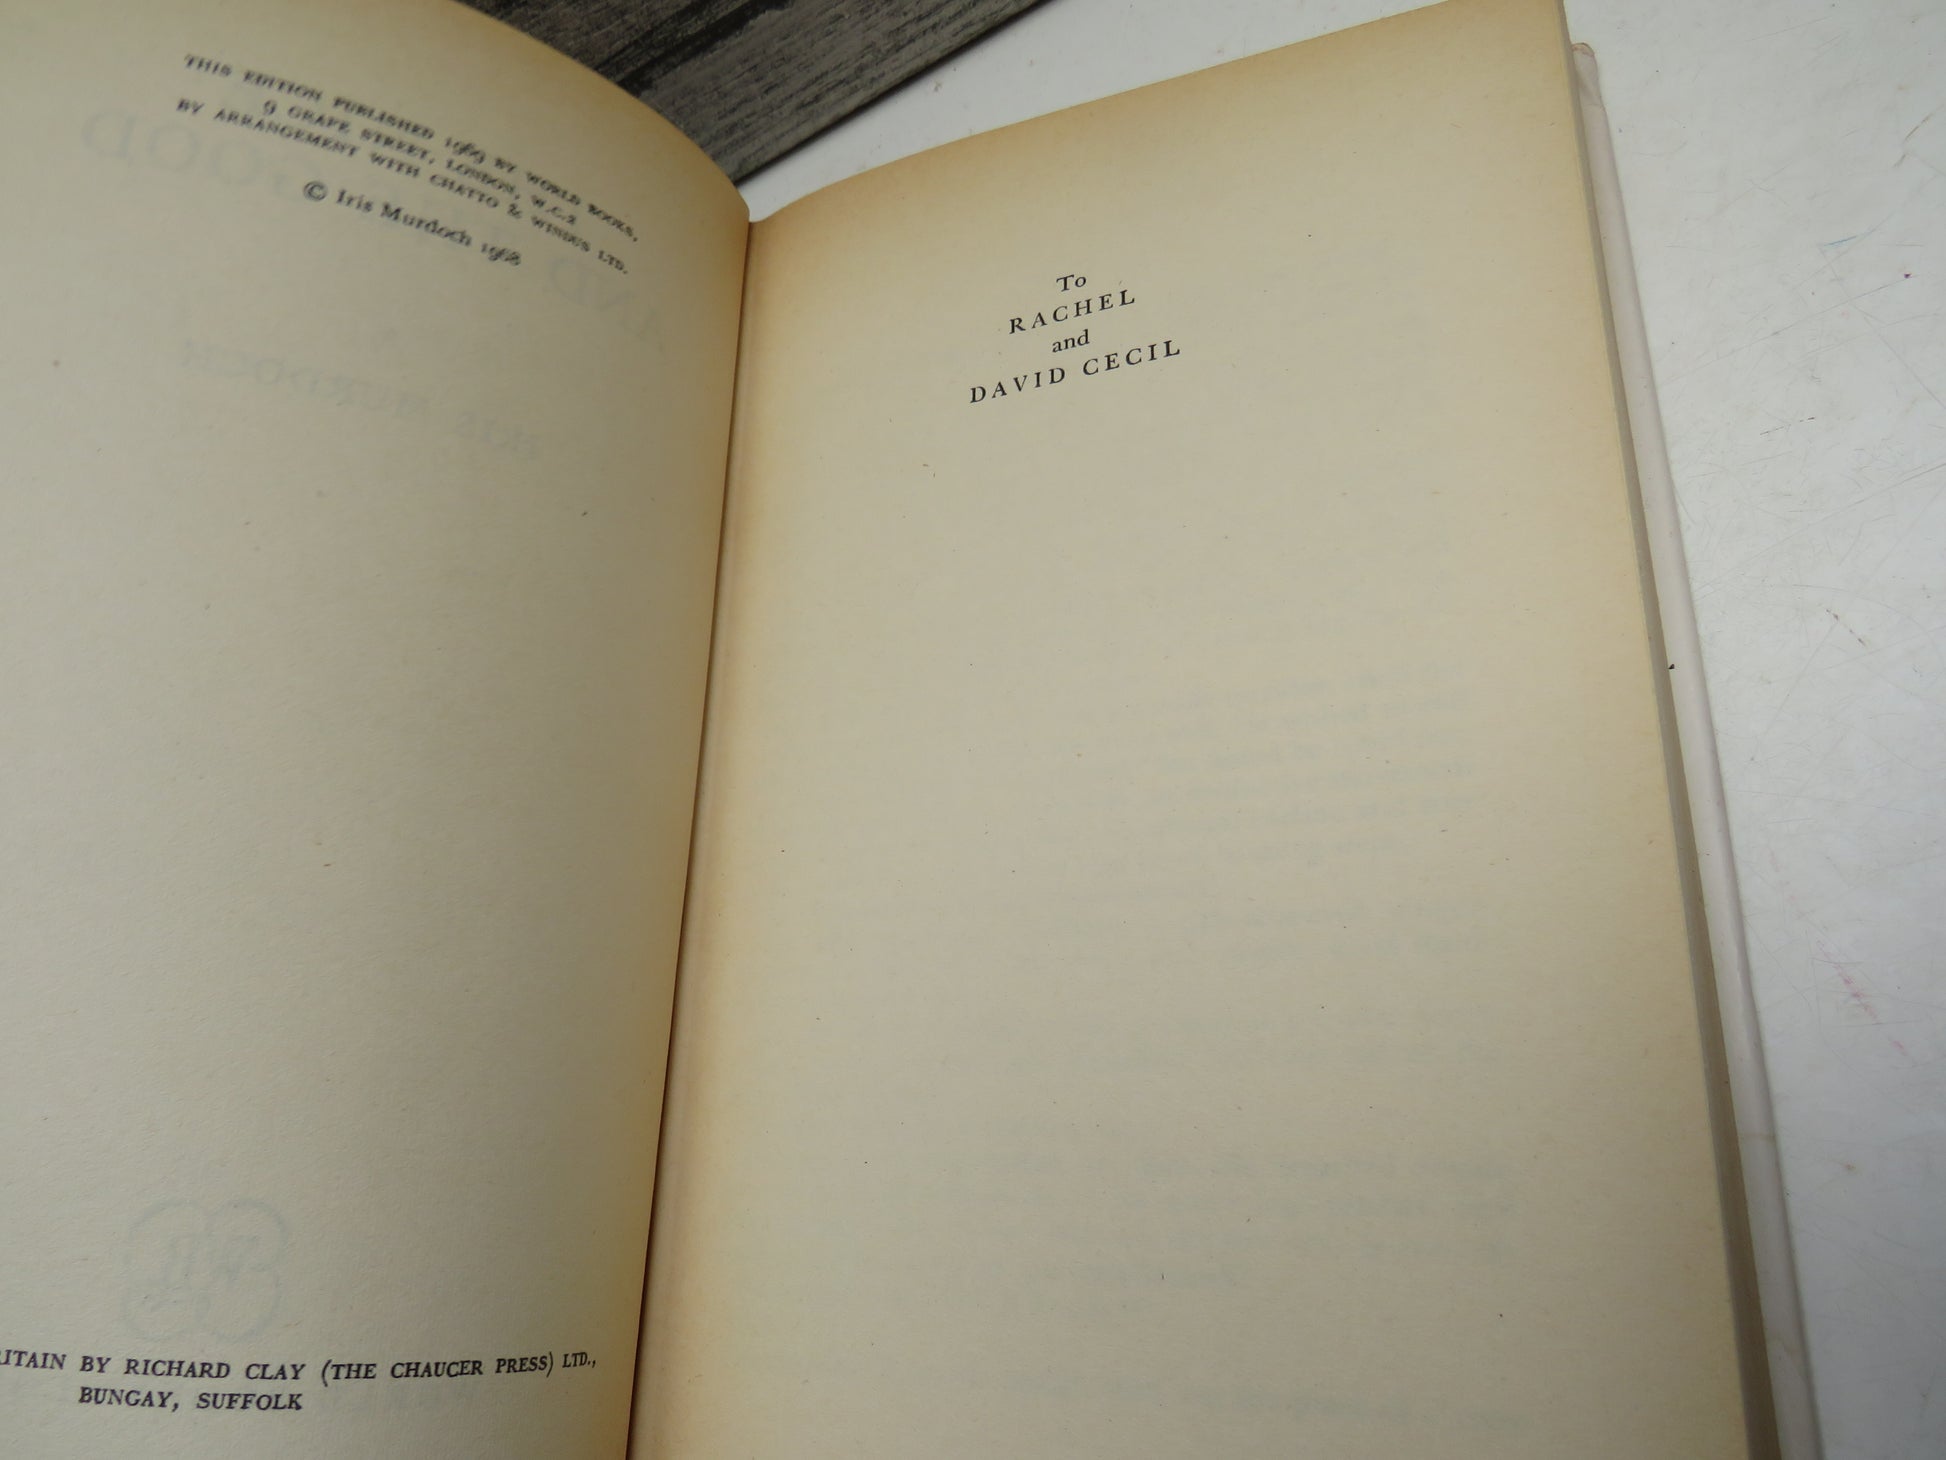 THIS EDITION PUBLISHED 1969 BY WORLD BOOKS,
9 GRAPE STREET, LONDON, W.C.2
BY ARRANGEMENT WITH CHATTO & WINDUS LTD.
© Iris Murdoch 1968
RITAIN BY RICHARD CLAY (THE CHAUCER PRESS) LTD.,
BUNGAY, SUFFOLK
To
RACHEL
and
DAVID CECIL